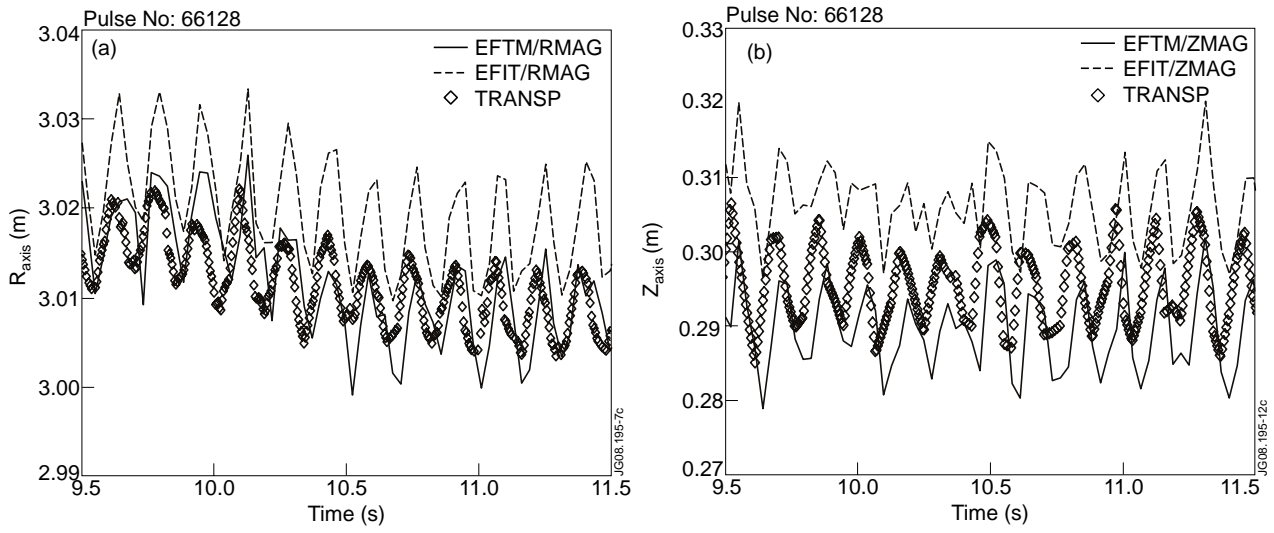 Pulse No: 66128
(a)
EFTM/RMAG
EFIT/RMAG
TRANSP
3.04
3.03
3.02
3.01
3.00
2.99
R_axis (m)
9.5 10.0 10.5 11.0 11.5
Time (s)
JG08.195-7c
Pulse No: 66128
(b)
EFTM/ZMAG
EFIT/ZMAG
TRANSP
0.33
0.32
0.31
0.30
0.29
0.28
0.27
Z_axis (m)
9.5 10.0 10.5 11.0 11.5
Time (s)
JG08.195-12c